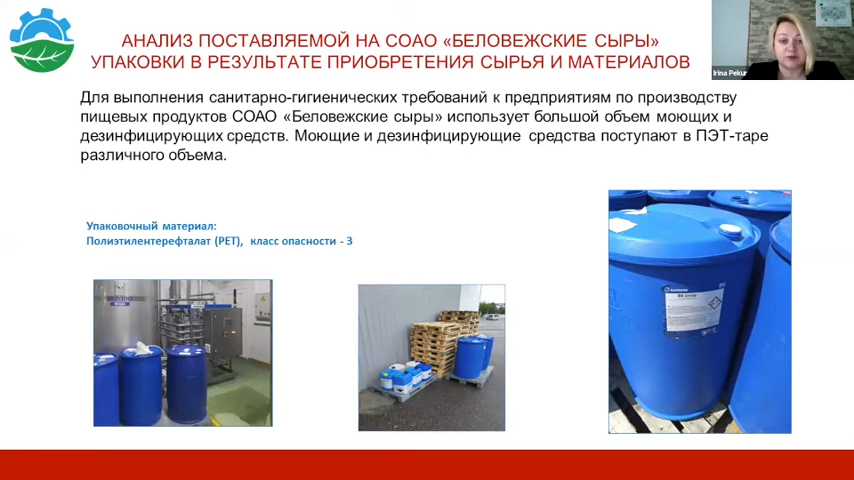 АНАЛИЗ ПОСТАВЛЯЕМОЙ НА СОАО «БЕЛОВЕЖСКИЕ СЫРЫ»
УПАКОВКИ В РЕЗУЛЬТАТЕ ПРИОБРЕТЕНИЯ СЫРЬЯ И МАТЕРИАЛОВ
Irina Peku
Для выполнения санитарно-гигиенических требований к предприятиям по производству
пищевых продуктов СОАО «Беловежские сыры» использует большой объем моющих и
дезинфицирующих средств. Моющие и дезинфицирующие средства поступают в ПЭТ-таре
различного объема.
Упаковочный материал:
Полиэтилентерефталат (PET), класс опасности - 3